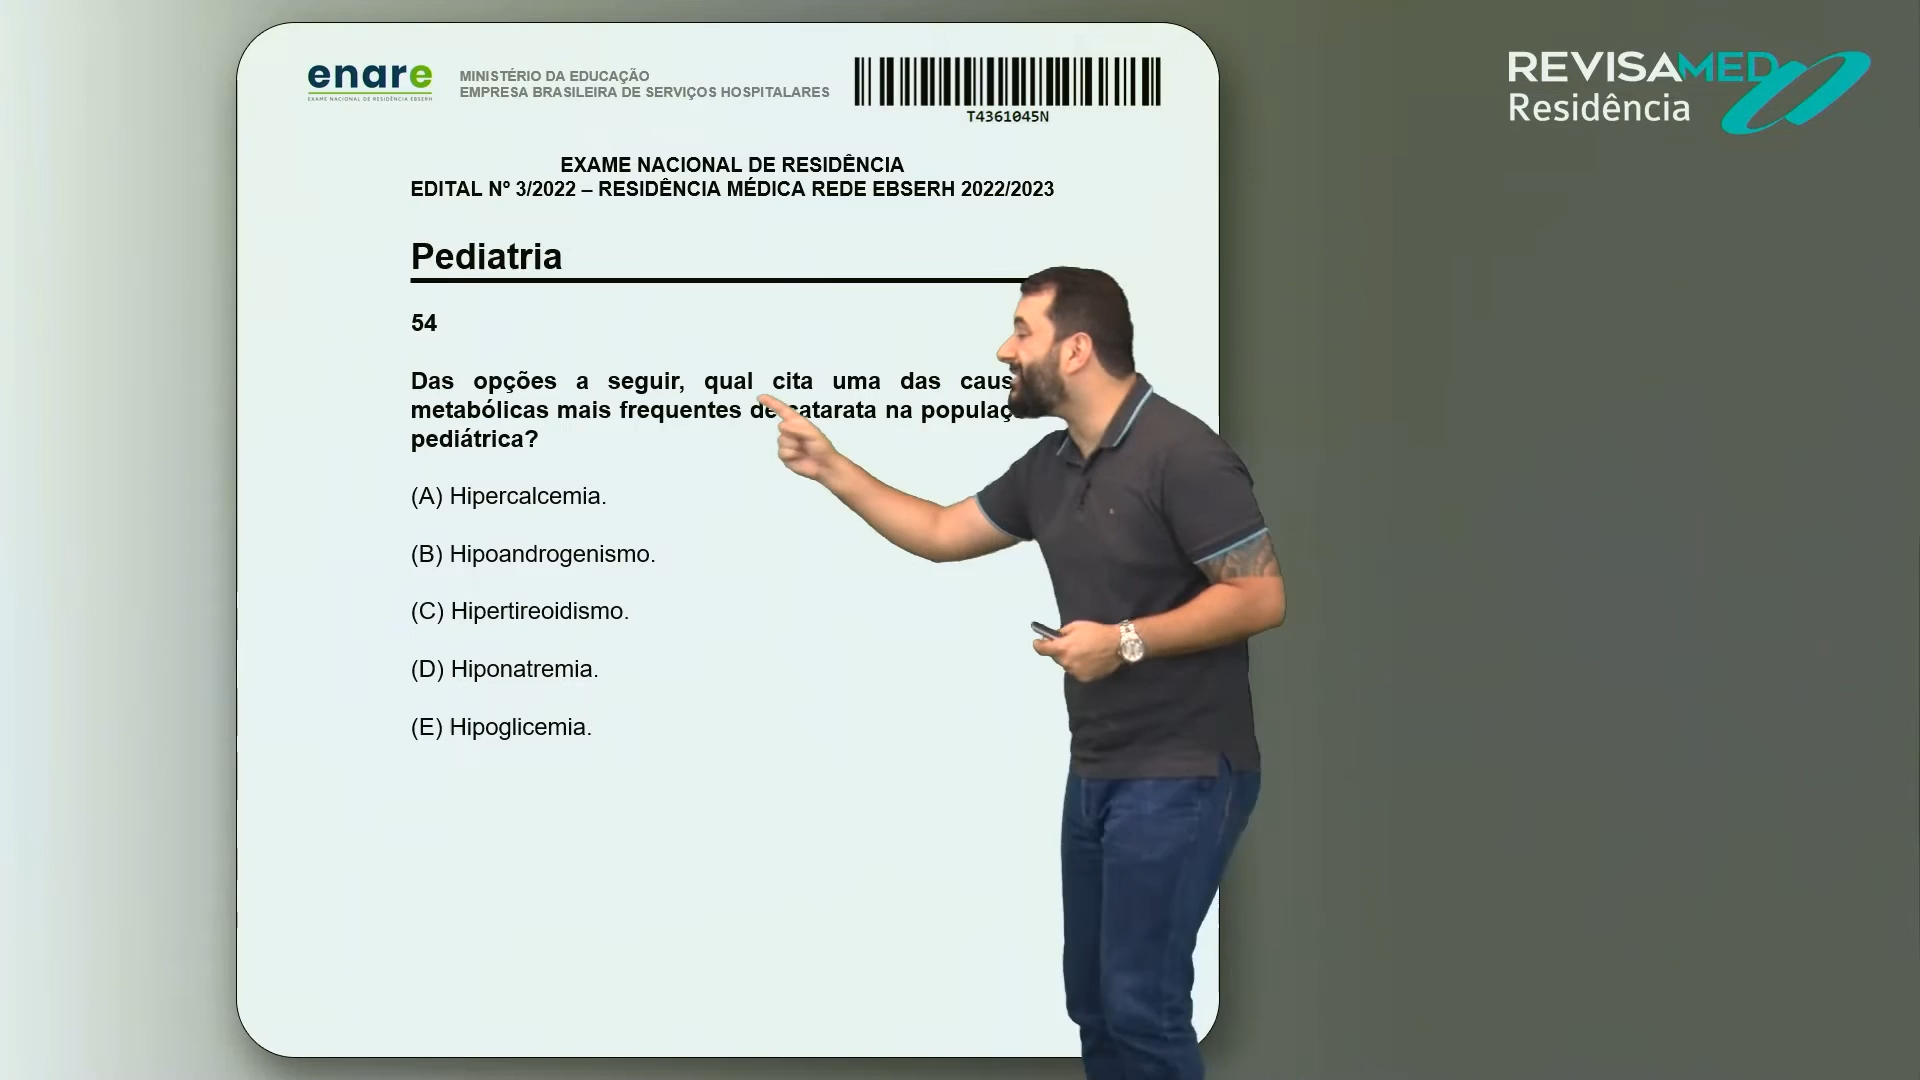 enare
EXAME NACIONAL DE RESIDÊNCIA EBSERH
MINISTÉRIO DA EDUCAÇÃO
EMPRESA BRASILEIRA DE SERVIÇOS HOSPITALARES
T4361045N
REVISAMED
Residência
EXAME NACIONAL DE RESIDÊNCIA
EDITAL Nº 3/2022 – RESIDÊNCIA MÉDICA REDE EBSERH 2022/2023
Pediatria
54
Das opções a seguir, qual cita uma das
metabólicas mais frequentes de catarata na
pediátrica?
(A) Hipercalcemia.
(B) Hipoandrogenismo.
(C) Hipertireoidismo.
(D) Hiponatremia.
(E) Hipoglicemia.